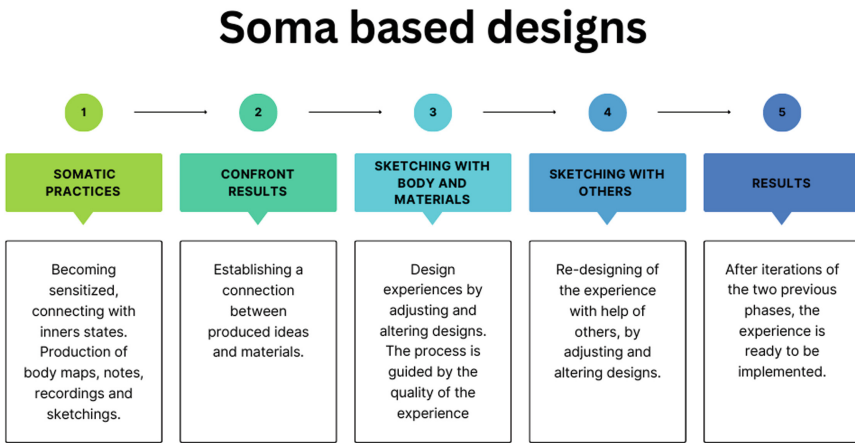 Soma based designs
1
2
3
4
5
SOMATIC
PRACTICES
CONFRONT
RESULTS
SKETCHING WITH
BODY AND
MATERIALS
SKETCHING WITH
OTHERS
RESULTS
Becoming
sensitized,
connecting with
inners states.
Production of
body maps, notes,
recordings and
sketchings.
Establishing a
connection
between
produced ideas
and materials.
Design
experiences by
adjusting and
altering designs.
The process is
guided by the
quality of the
experience
Re-designing of
the experience
with help of
others, by
adjusting and
altering designs.
After iterations of
the two previous
phases, the
experience is
ready to be
implemented.